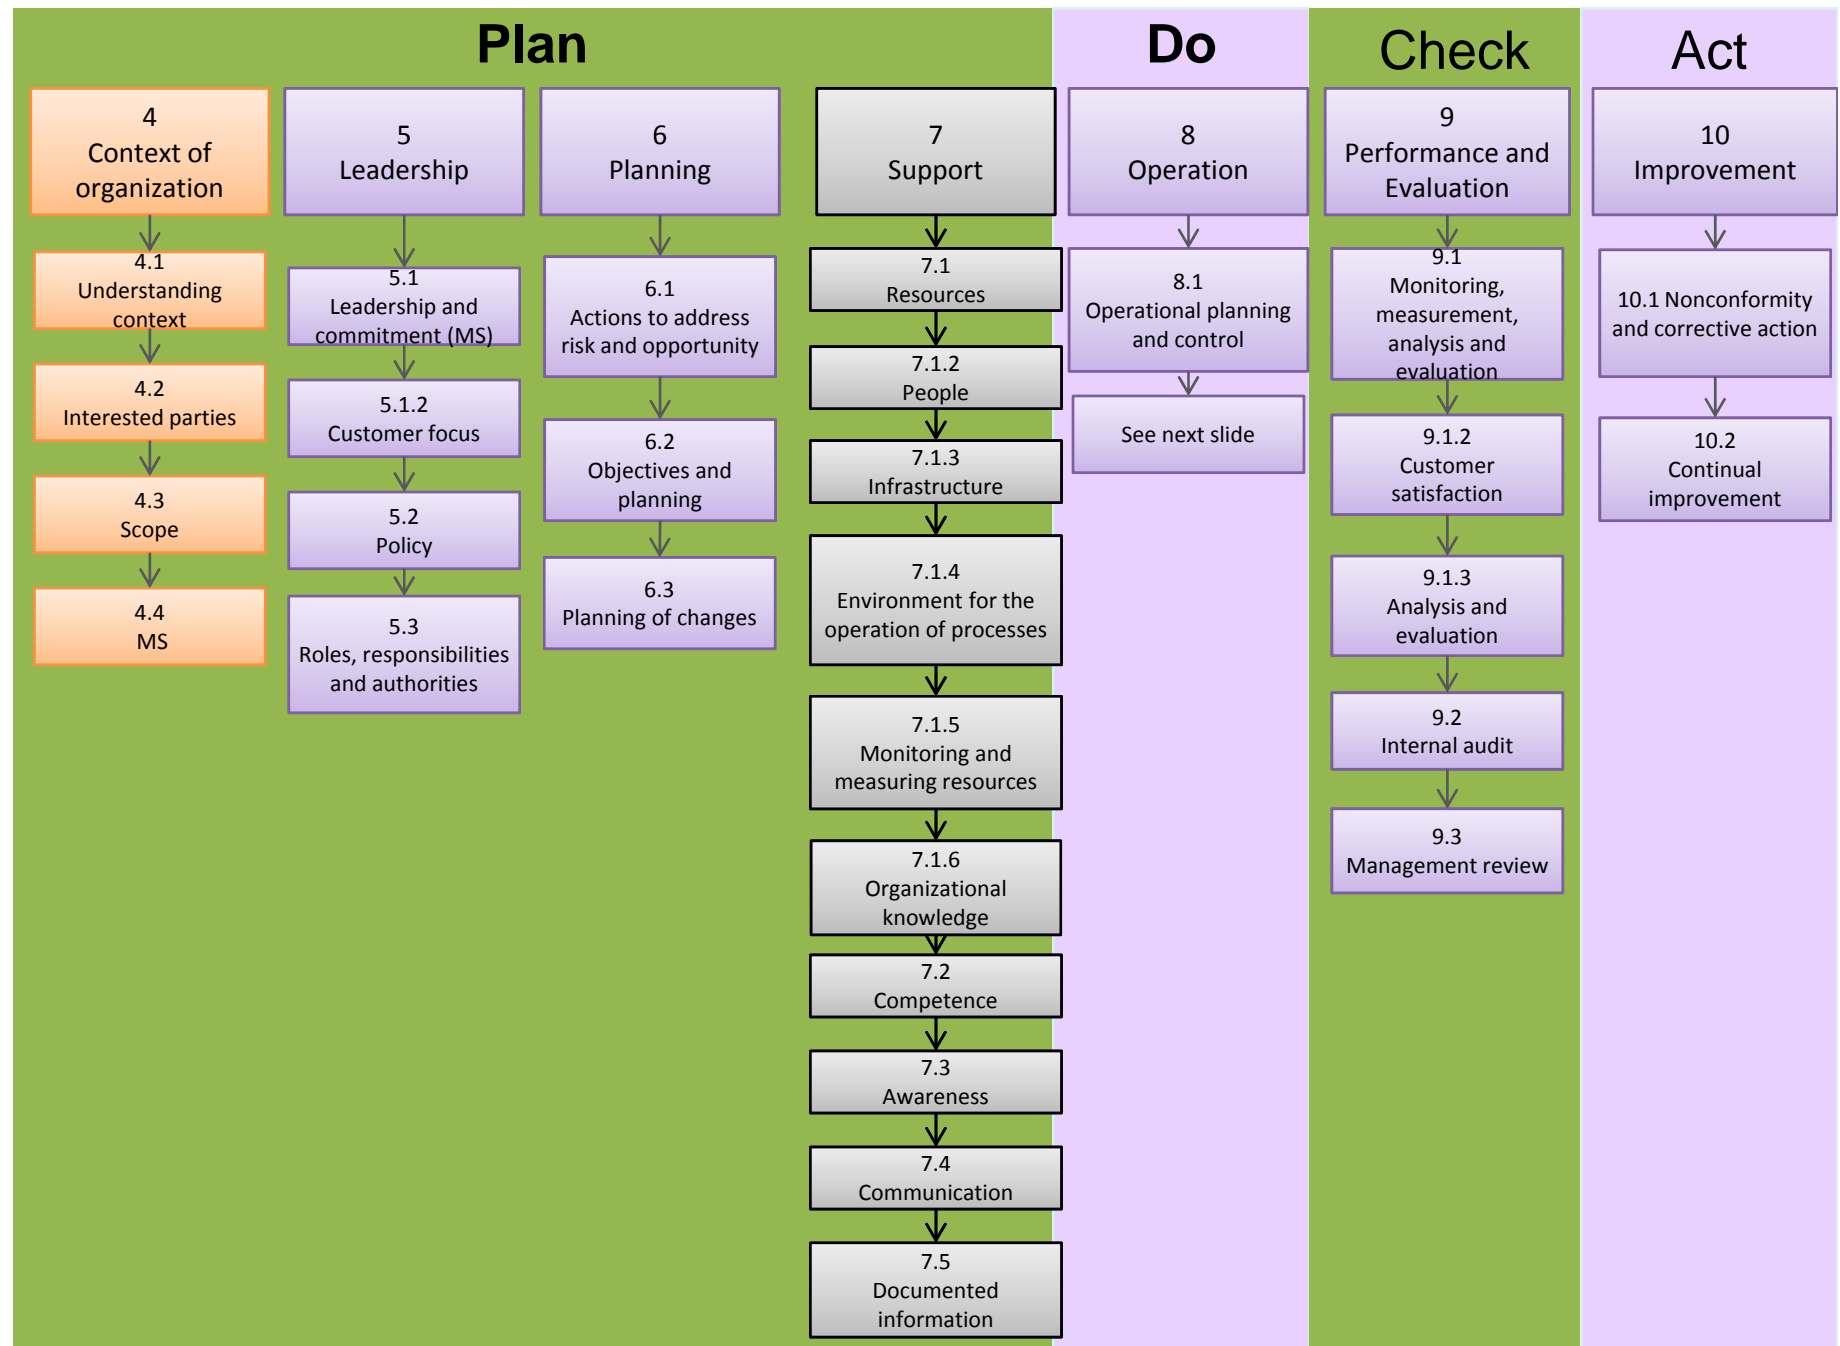 Plan
4
Context of
organization
4.1
Understanding
context
4.2
Interested parties
4.3
Scope
4.4
MS
5
Leadership
5.1
Leadership and
commitment (MS)
5.1.2
Customer focus
5.2
Policy
5.3
Roles, responsibilities
and authorities
6
Planning
6.1
Actions to address
risk and opportunity
6.2
Objectives and
planning
6.3
Planning of changes
7
Support
7.1
Resources
7.1.2
People
7.1.3
Infrastructure
7.1.4
Environment for the
operation of processes
7.1.5
Monitoring and
measuring resources
7.1.6
Organizational
knowledge
7.2
Competence
7.3
Awareness
7.4
Communication
7.5
Documented
information
Do
8
Operation
8.1
Operational planning
and control
See next slide
Check
9
Performance and
Evaluation
9.1
Monitoring,
measurement,
analysis and
evaluation
9.1.2
Customer
satisfaction
9.1.3
Analysis and
evaluation
9.2
Internal audit
9.3
Management review
Act
10
Improvement
10.1 Nonconformity
and corrective action
10.2
Continual
improvement